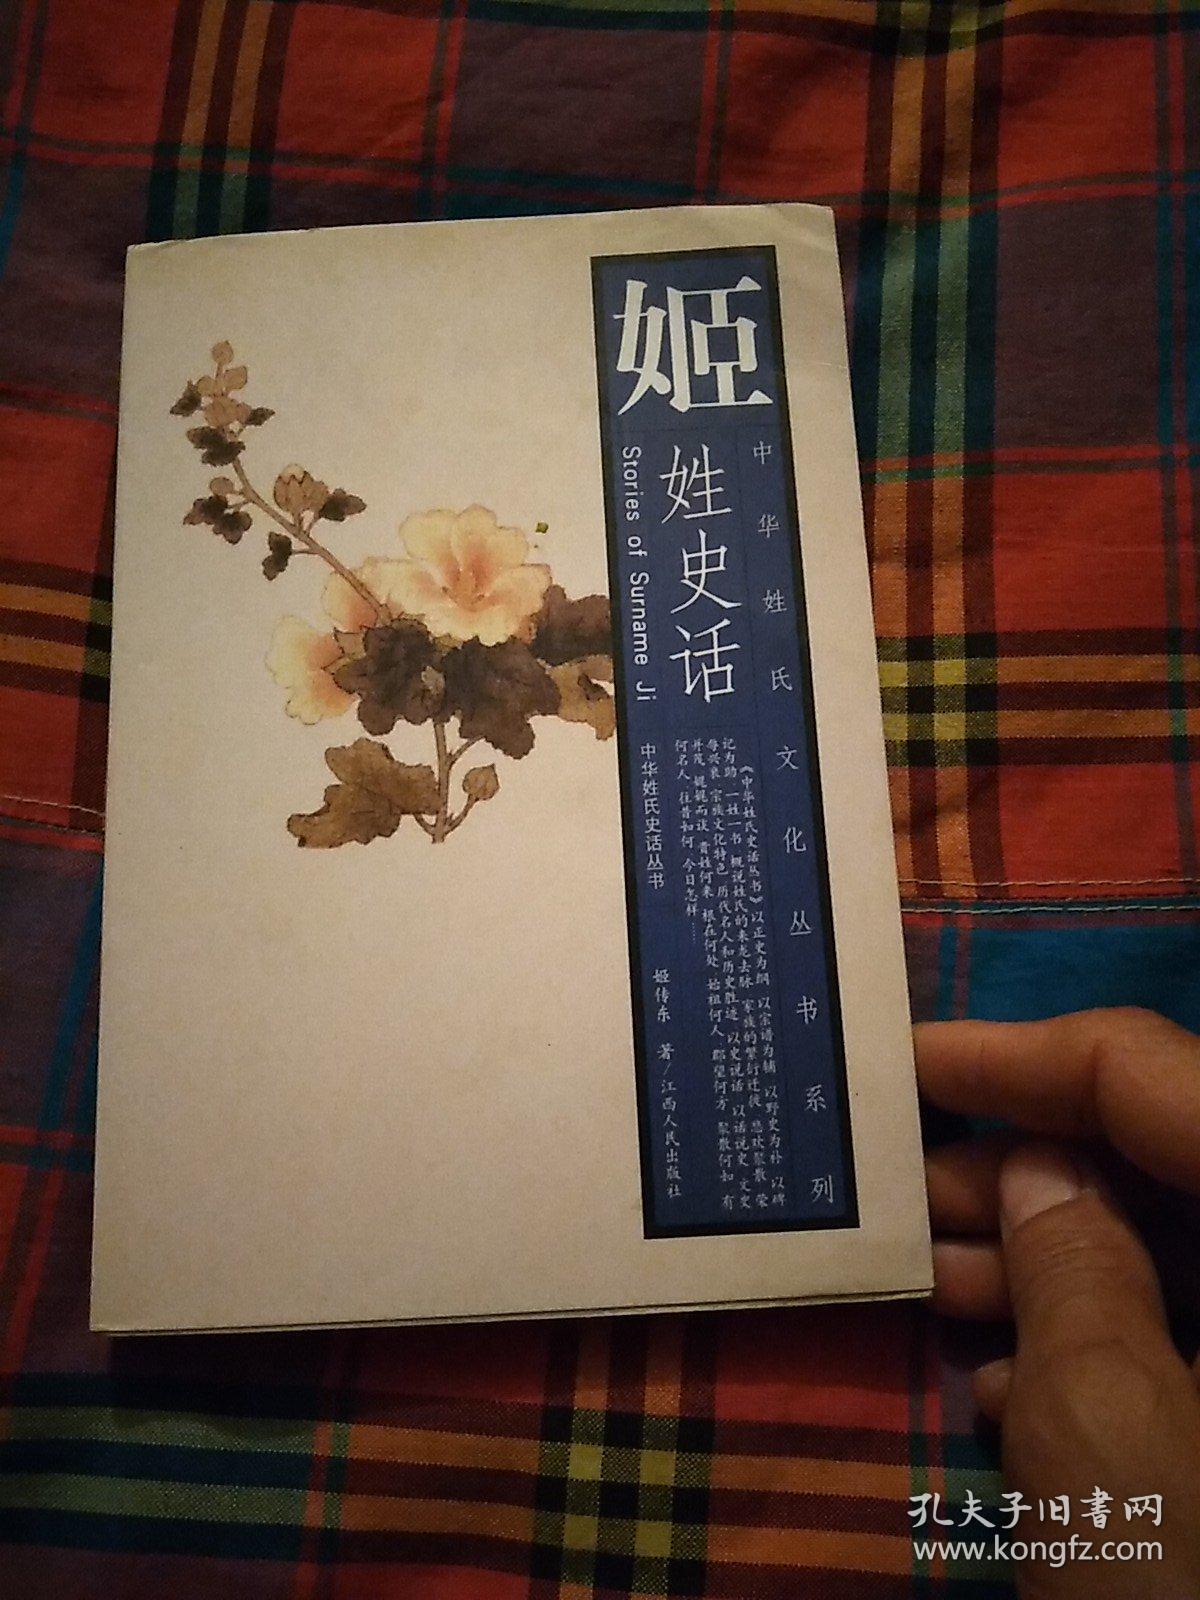 姬
姓史话
Stories of Surname Ji
中华姓氏文化丛书系列
《中华姓氏史话丛书》以正史为纲 以宗谱为辅 以野史为补 以碑
记为助 一姓一书 概说姓氏的来龙去脉 家族的繁衍迁徙 悲欢聚散 荣
辱兴衰 宗族文化特色 历代名人和历史胜迹 以史说话 以话说史 文史
并茂 娓娓而谈 贵姓何来 根在何处 始祖何人 郡望何方 聚散何如 有
何名人 往昔如何 今日怎样……
中华姓氏史话丛书
姬传东 著/江西人民出版社
孔夫子旧書网
www.kongfz.com